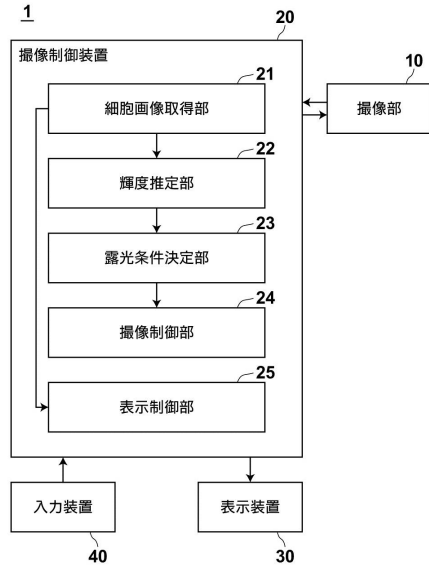 1
20
撮像制御装置
21
10
細胞画像取得部
撮像部
22
輝度推定部
23
露光条件決定部
24
撮像制御部
25
表示制御部
入力装置
表示装置
40
30